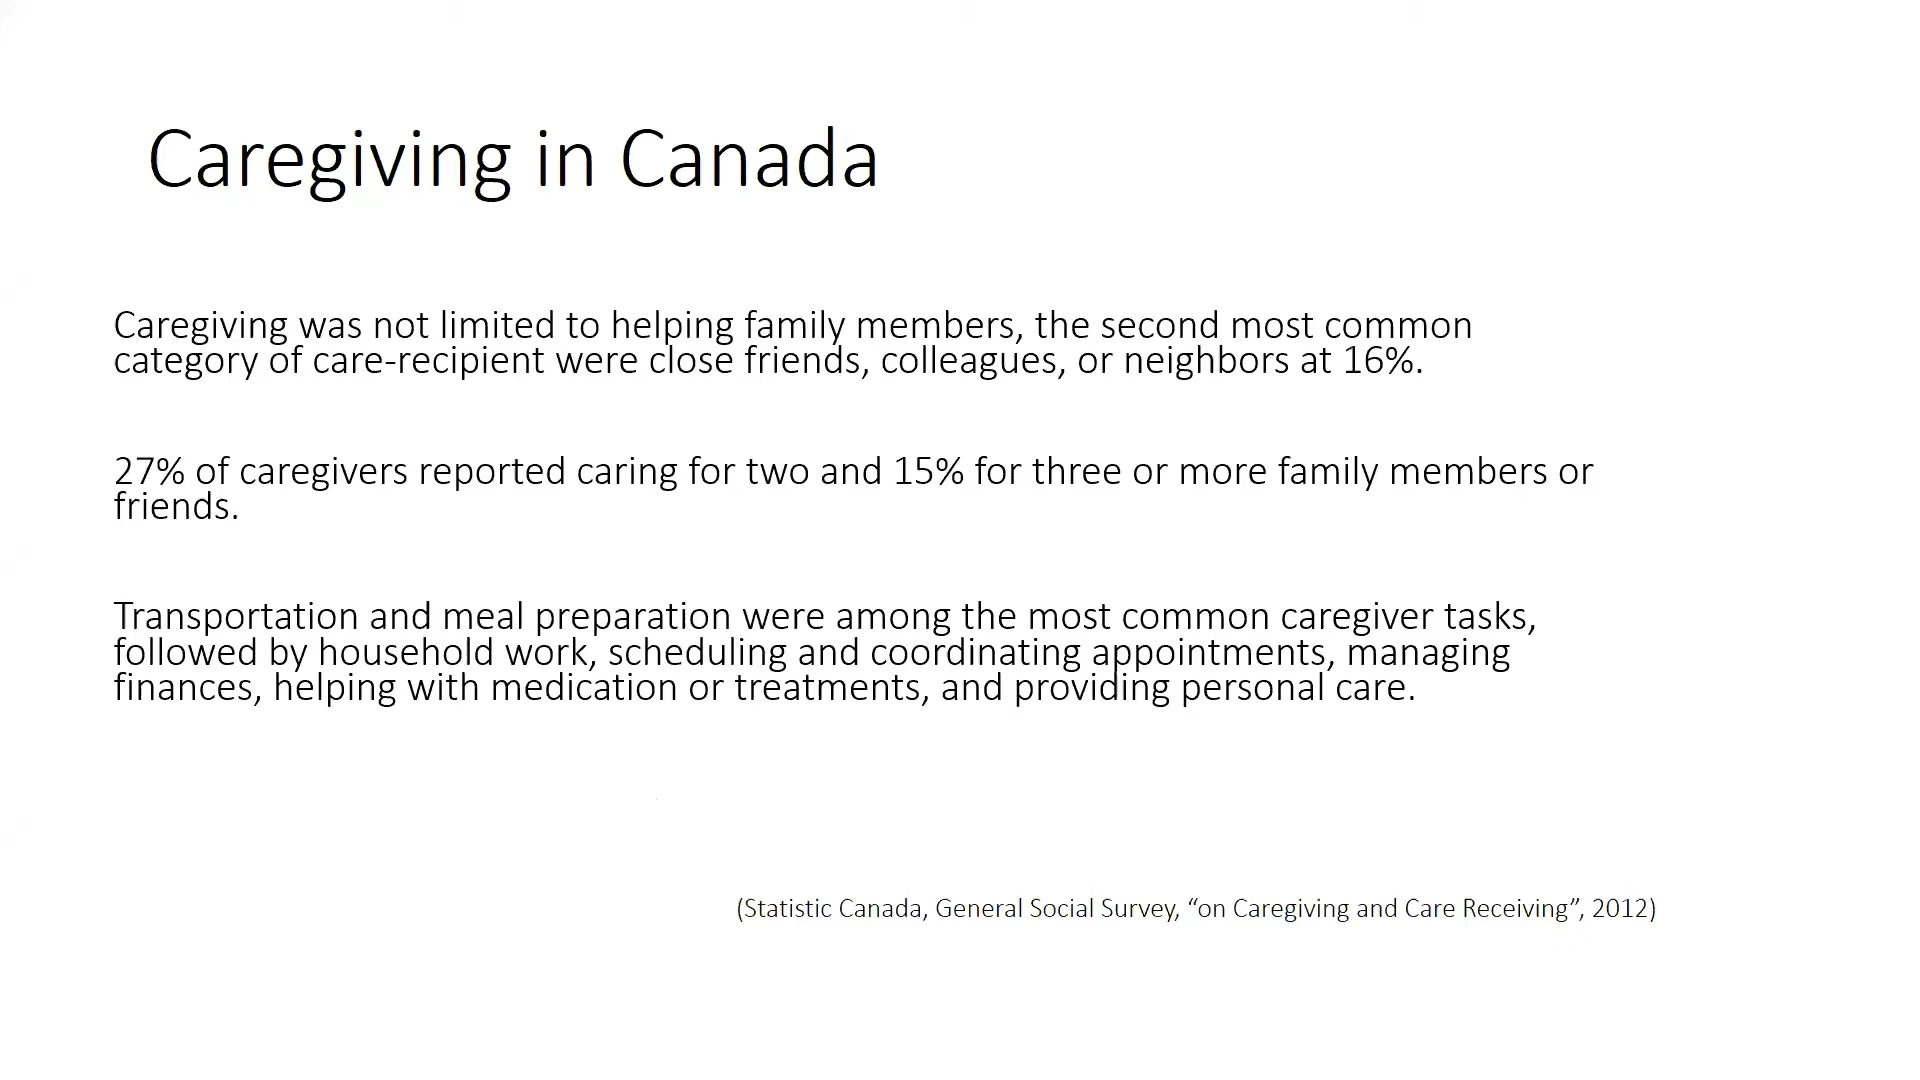 Caregiving in Canada
Caregiving was not limited to helping family members, the second most common
category of care-recipient were close friends, colleagues, or neighbors at 16%.
27% of caregivers reported caring for two and 15% for three or more family members or
friends.
Transportation and meal preparation were among the most common caregiver tasks,
followed by household work, scheduling and coordinating appointments, managing
finances, helping with medication or treatments, and providing personal care.
(Statistic Canada, General Social Survey, “on Caregiving and Care Receiving”, 2012)